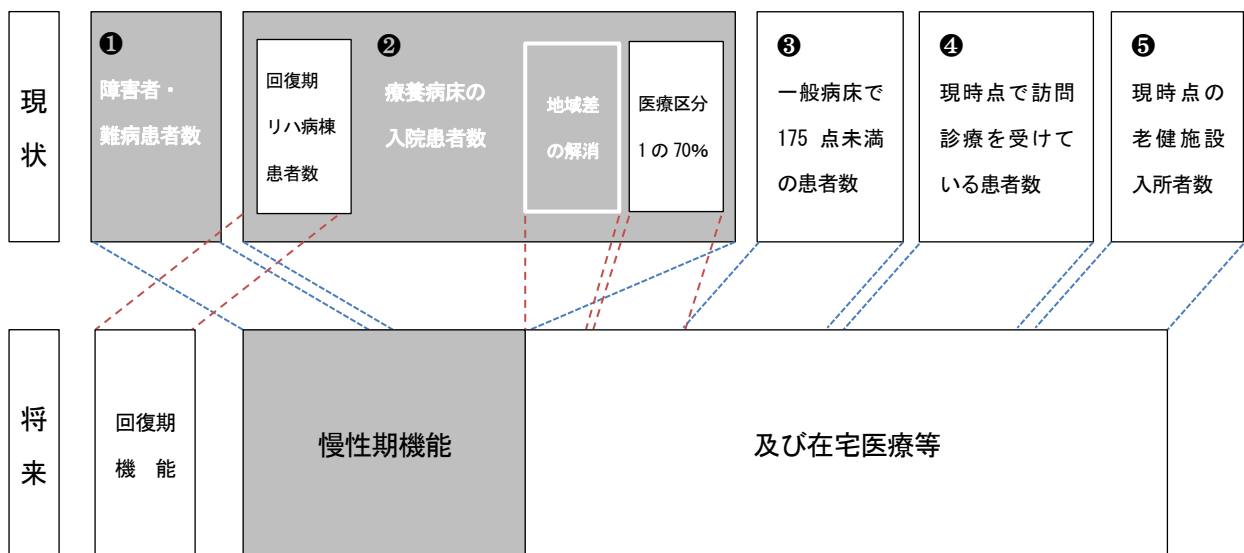 現状
❶
障害者・
難病患者数
❷
回復期
リハ病棟
患者数
療養病床の
入院患者数
地域差
の解消
医療区分
1の70%
❸
一般病床で
175 点未満
の患者数
❹
現時点で訪問
診療を受けて
いる患者数
❺
現時点の
老健施設
入所者数
将来
回復期
機 能
慢性期機能
及び在宅医療等